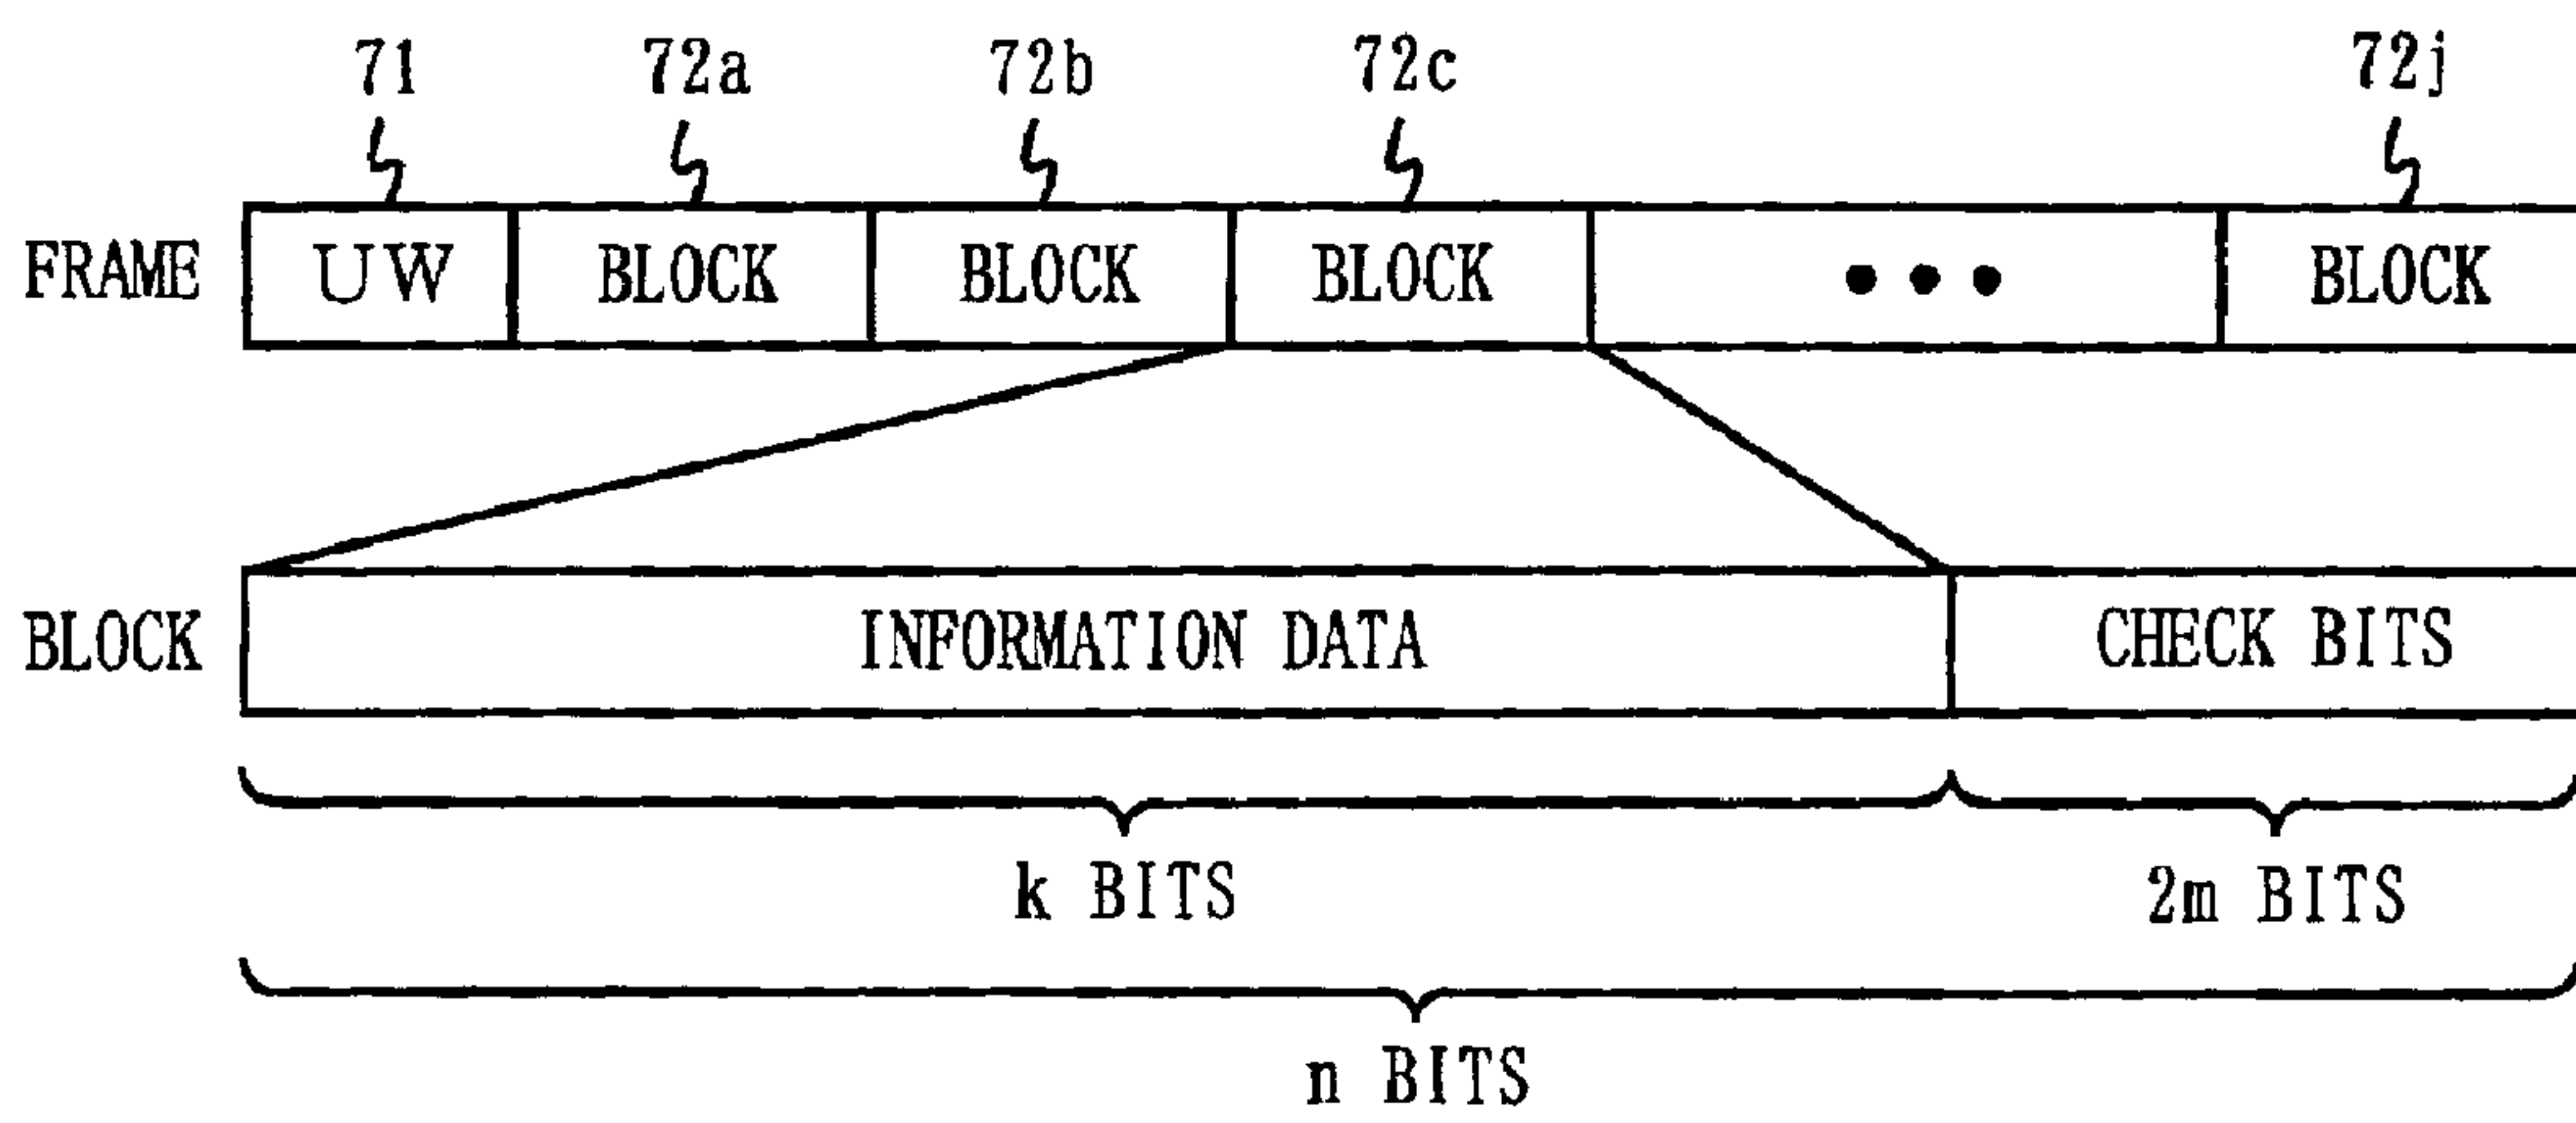 71 72a 72b 72c 72j
FRAME UW BLOCK BLOCK BLOCK ••• BLOCK
BLOCK INFORMATION DATA CHECK BITS
k BITS 2m BITS
n BITS